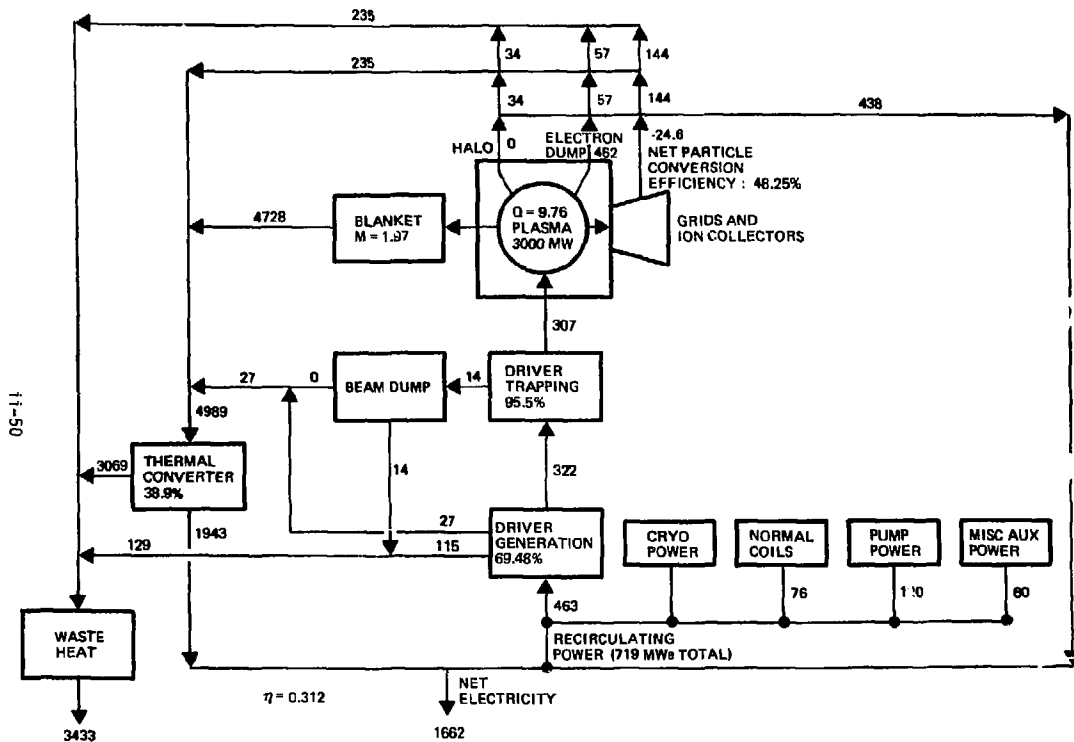 235
34
57
144
235
34
57
144
438
HALO
0
ELECTRON
DUMP 462
-24.6
NET PARTICLE
CONVERSION
EFFICIENCY : 48.25%
4728
BLANKET
M = 1.97
Q = 9.76
PLASMA
3000 MW
GRIDS AND
ION COLLECTORS
307
27
0
BEAM DUMP
14
DRIVER
TRAPPING
95.5%
11-50
4989
3069
THERMAL
CONVERTER
38.9%
14
322
1943
27
129
115
DRIVER
GENERATION
69.48%
CRYO
POWER
NORMAL
COILS
PUMP
POWER
MISC AUX
POWER
463
76
60
WASTE
HEAT
RECIRCULATING
POWER (719 MWe TOTAL)
η = 0.312
NET
ELECTRICITY
3433
1662